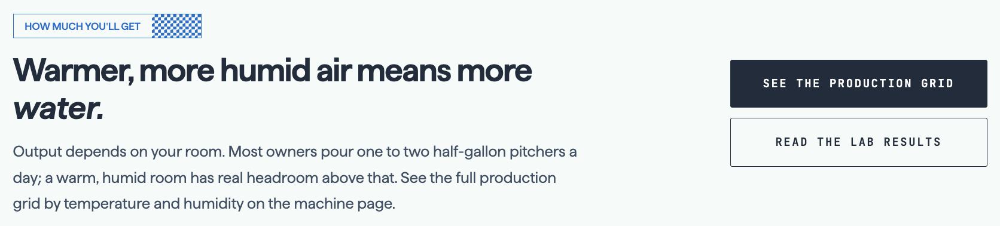 HOW MUCH YOU'LL GET
Warmer, more humid air means more
water.
Output depends on your room. Most owners pour one to two half-gallon pitchers a
day; a warm, humid room has real headroom above that. See the full production
grid by temperature and humidity on the machine page.
SEE THE PRODUCTION GRID
READ THE LAB RESULTS